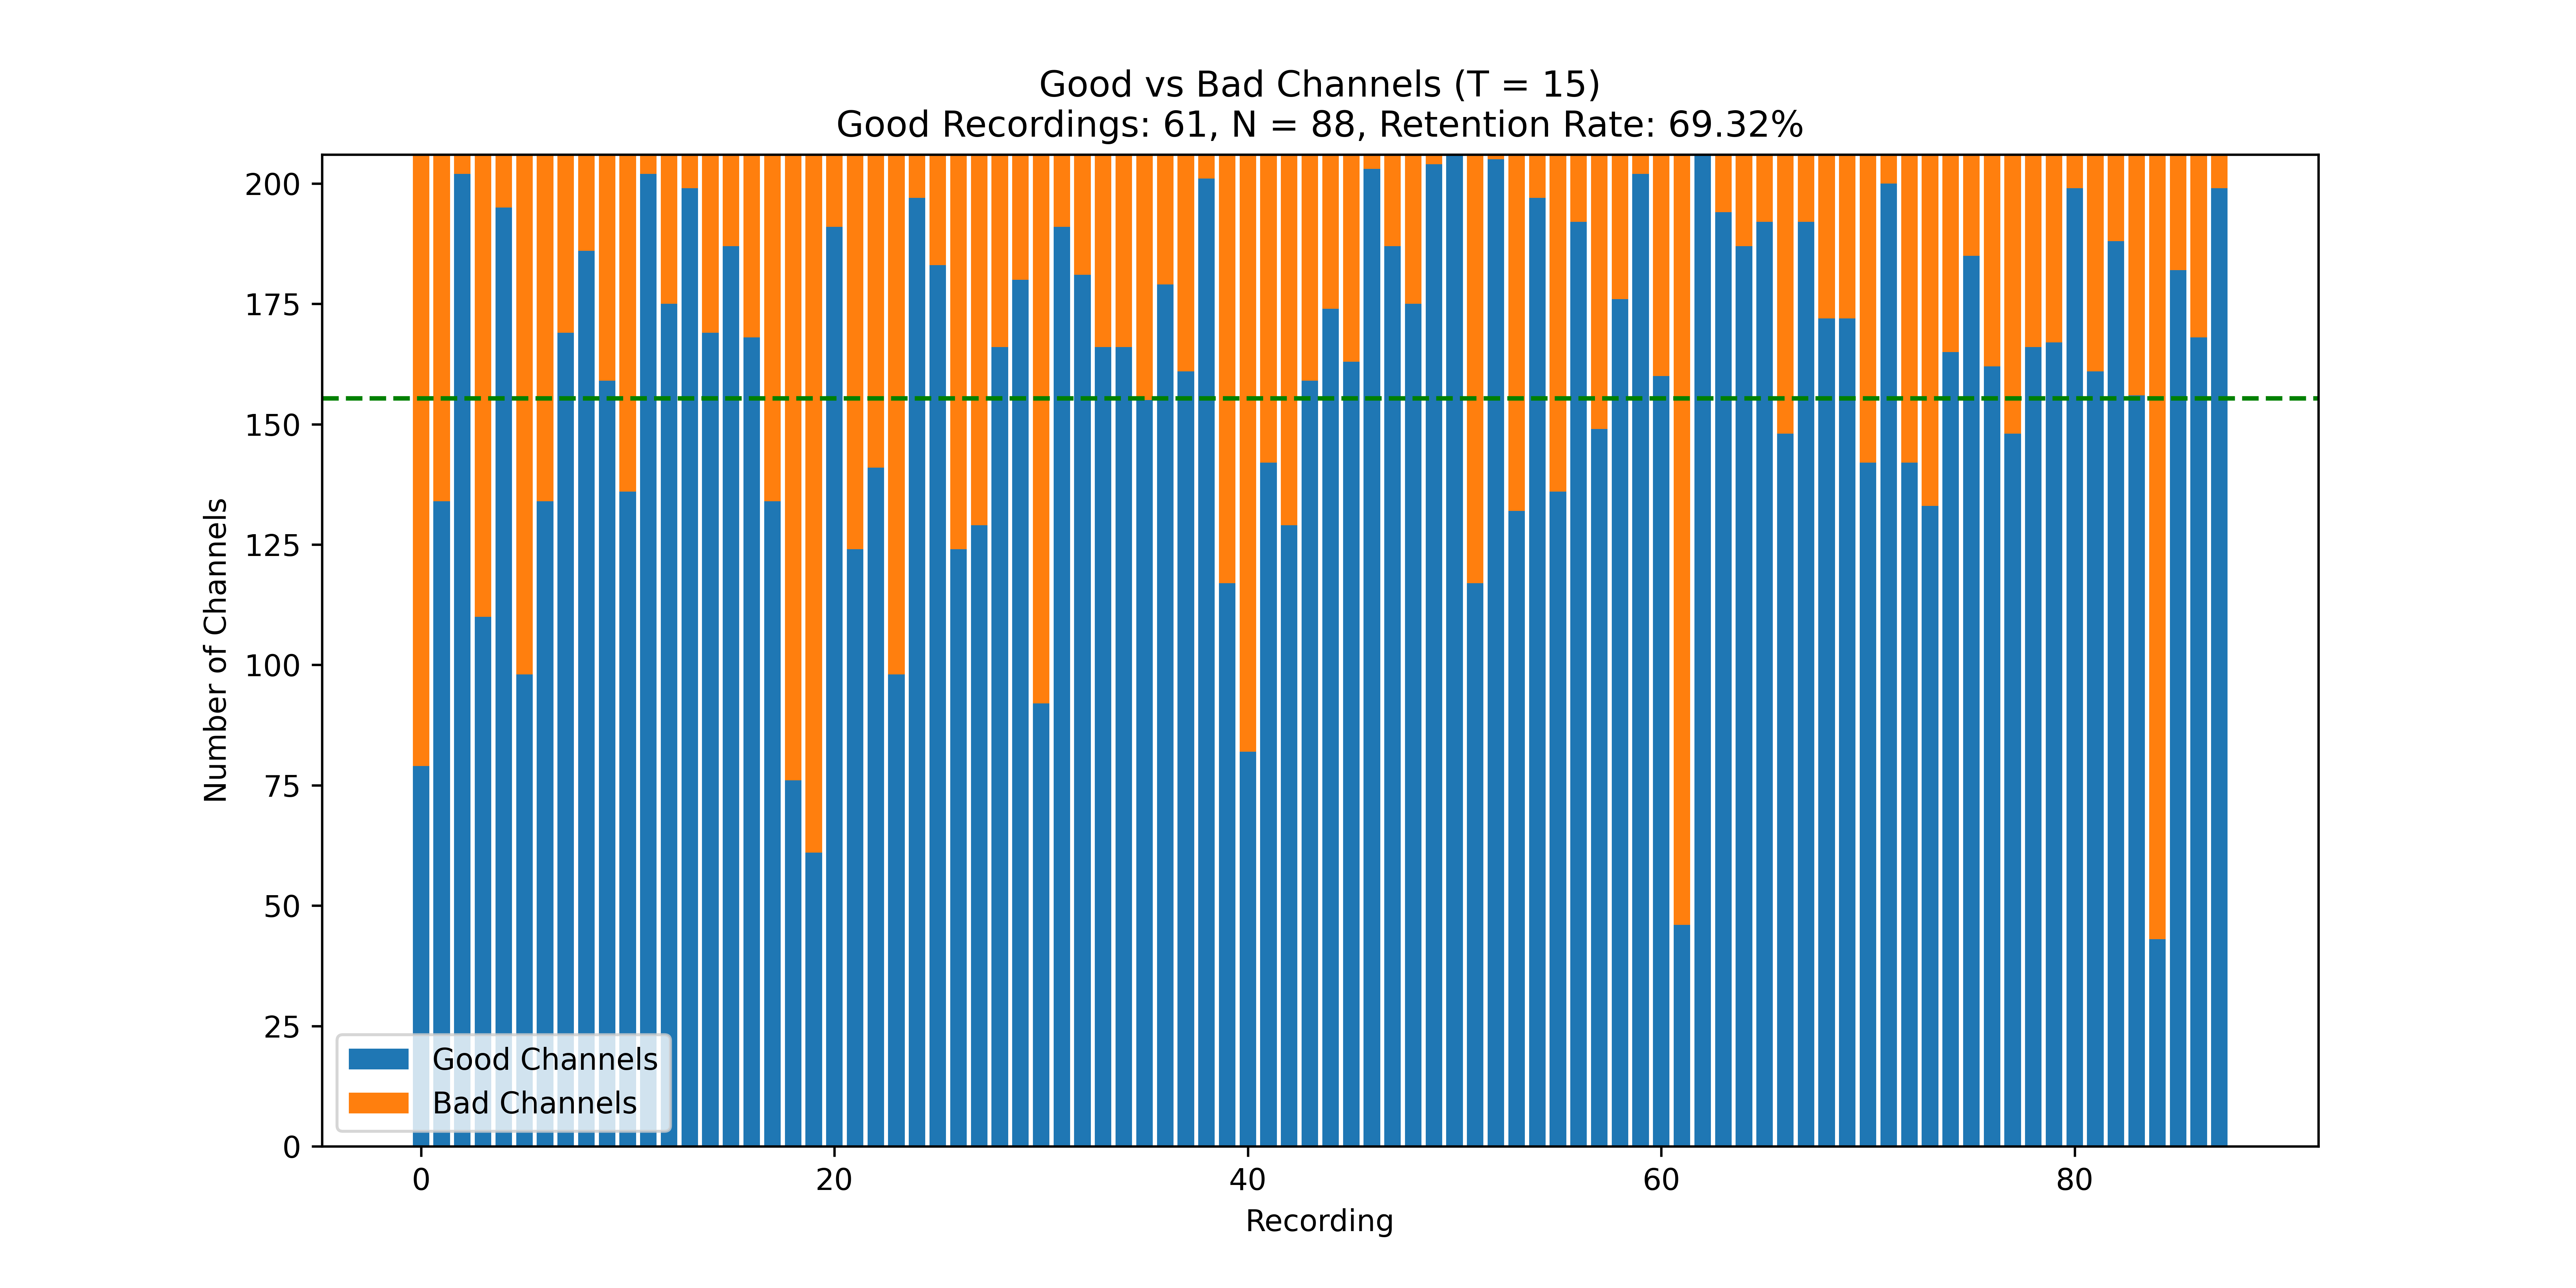 Good vs Bad Channels (T = 15)
Good Recordings: 61, N = 88, Retention Rate: 69.32%
200
175
150
125
100
75
50
25
0
Number of Channels
Good Channels
Bad Channels
0 20 40 60 80
Recording